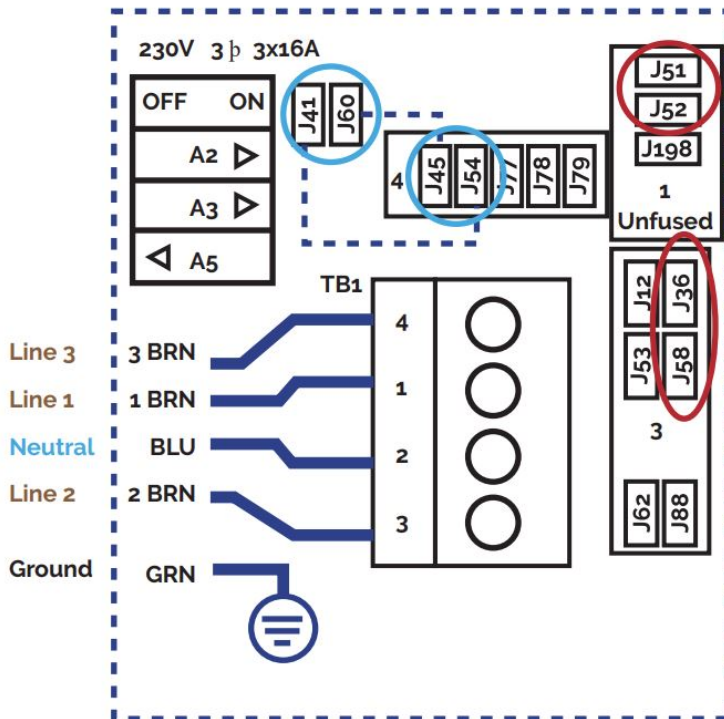 230V 3 þ 3x16A
OFF ON
A2
A3
A5
J41
J60
4
J45
J54
J77
J78
J79
J51
J52
J198
1
Unfused
J12
J36
J53
J58
3
J62
J88
TB1
Line 3 3 BRN 4
Line 1 1 BRN 1
Neutral BLU 2
Line 2 2 BRN 3
Ground GRN